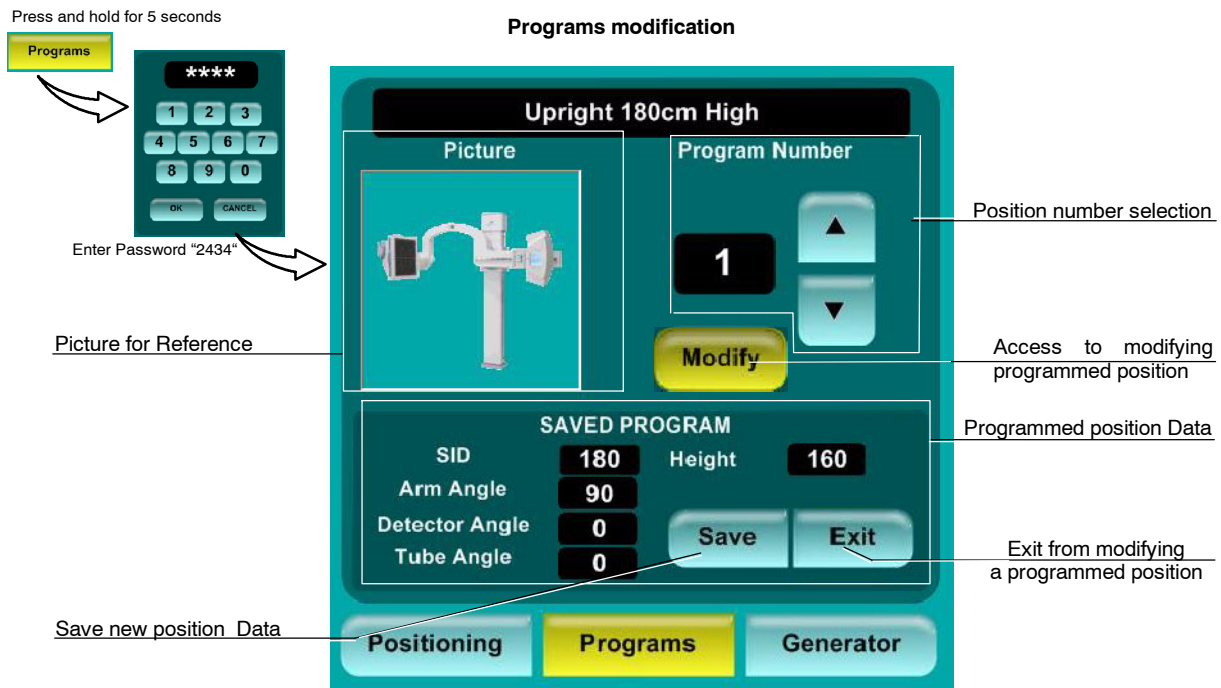 Press and hold for 5 seconds
Programs modification
Programs
****
1 2 3
4 5 6 7
8 9 0
OK CANCEL
Enter Password “2434“
Upright 180cm High
Picture
Program Number
1
▲
▼
Position number selection
Picture for Reference
Modify
Access to modifying
programmed position
SAVED PROGRAM
Programmed position Data
SID 180 Height 160
Arm Angle 90
Detector Angle 0
Tube Angle 0
Save Exit
Exit from modifying
a programmed position
Save new position Data
Positioning Programs Generator